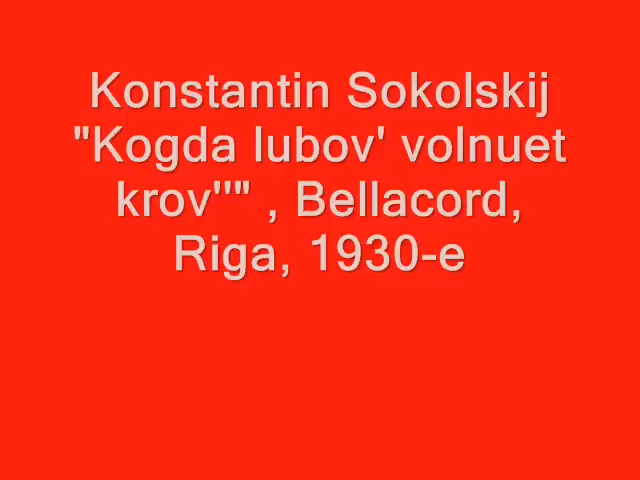 Konstantin Sokolskij
"Kogda lubov' volnuet
krov'"" , Bellacord,
Riga, 1930-e